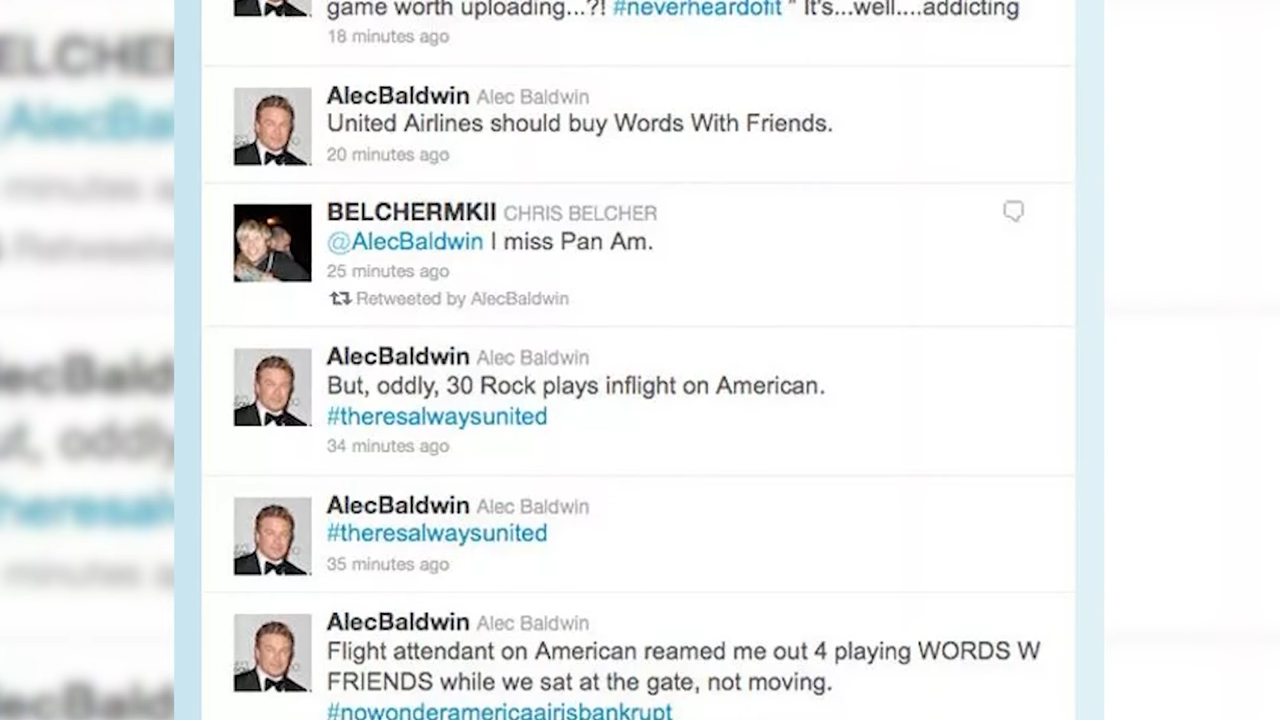 game worth uploading...?! #neverheardofit " It's...well....addicting
18 minutes ago
AlecBaldwin Alec Baldwin
United Airlines should buy Words With Friends.
20 minutes ago
BELCHERMKII CHRIS BELCHER
@AlecBaldwin I miss Pan Am.
25 minutes ago
Retweeted by AlecBaldwin
AlecBaldwin Alec Baldwin
But, oddly, 30 Rock plays inflight on American.
#theresalwaysunited
34 minutes ago
AlecBaldwin Alec Baldwin
#theresalwaysunited
35 minutes ago
AlecBaldwin Alec Baldwin
Flight attendant on American reamed me out 4 playing WORDS W
FRIENDS while we sat at the gate, not moving.
#nowonderamericaairisbankrupt